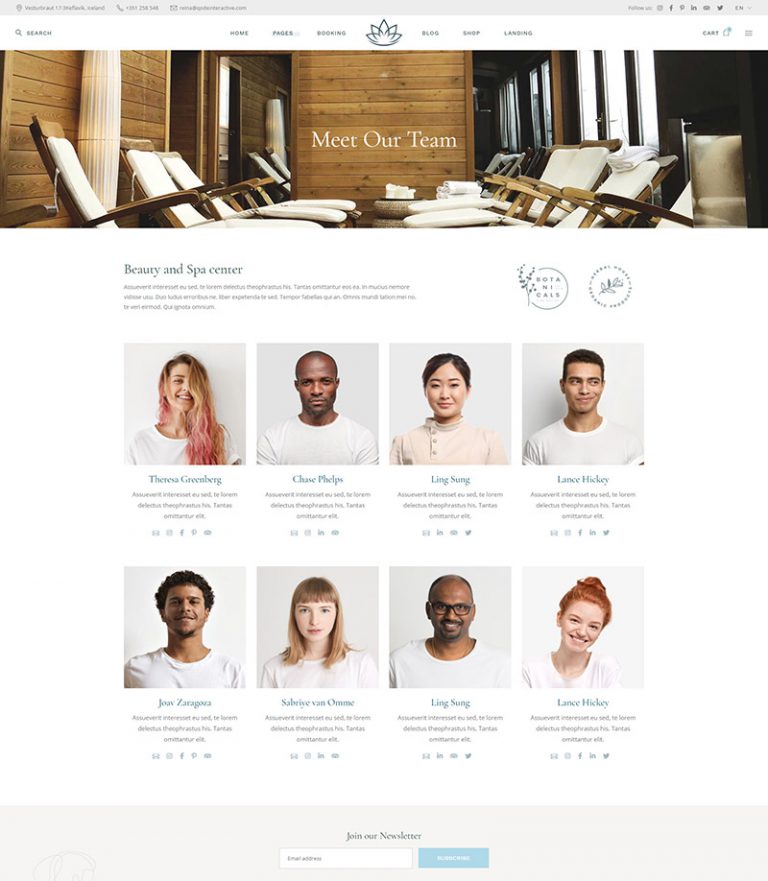 Vesturbraut 17-3Keflavik, Iceland +351 258 548 reina@qodeinteractive.com Follow us: EN
SEARCH HOME PAGES BOOKING BLOG SHOP LANDING CART
Meet Our Team
Beauty and Spa center
Assueverit interesset eu sed, te lorem delectus theophrastus his. Tantas omittantur eos ea. In mucius nemore
vidisse usu. Duo ludus erroribus ne, liber expetenda te sed. Tempor fabellas qui an. Omnis mundi tation mei no,
te veri eirmod. Qui ignota omnium.
BOTA
NI
CALS
HERBAL HOUSE
ORGANIC PRODUCTS
Theresa Greenberg
Assueverit interesset eu sed, te lorem
delectus theophrastus his. Tantas
omittantur elit.
Chase Phelps
Assueverit interesset eu sed, te lorem
delectus theophrastus his. Tantas
omittantur elit.
Ling Sung
Assueverit interesset eu sed, te lorem
delectus theophrastus his. Tantas
omittantur elit.
Lance Hickey
Assueverit interesset eu sed, te lorem
delectus theophrastus his. Tantas
omittantur elit.
Joav Zaragoza
Assueverit interesset eu sed, te lorem
delectus theophrastus his. Tantas
omittantur elit.
Sabriye van Omme
Assueverit interesset eu sed, te lorem
delectus theophrastus his. Tantas
omittantur elit.
Ling Sung
Assueverit interesset eu sed, te lorem
delectus theophrastus his. Tantas
omittantur elit.
Lance Hickey
Assueverit interesset eu sed, te lorem
delectus theophrastus his. Tantas
omittantur elit.
Join our Newsletter
Email address SUBSCRIBE